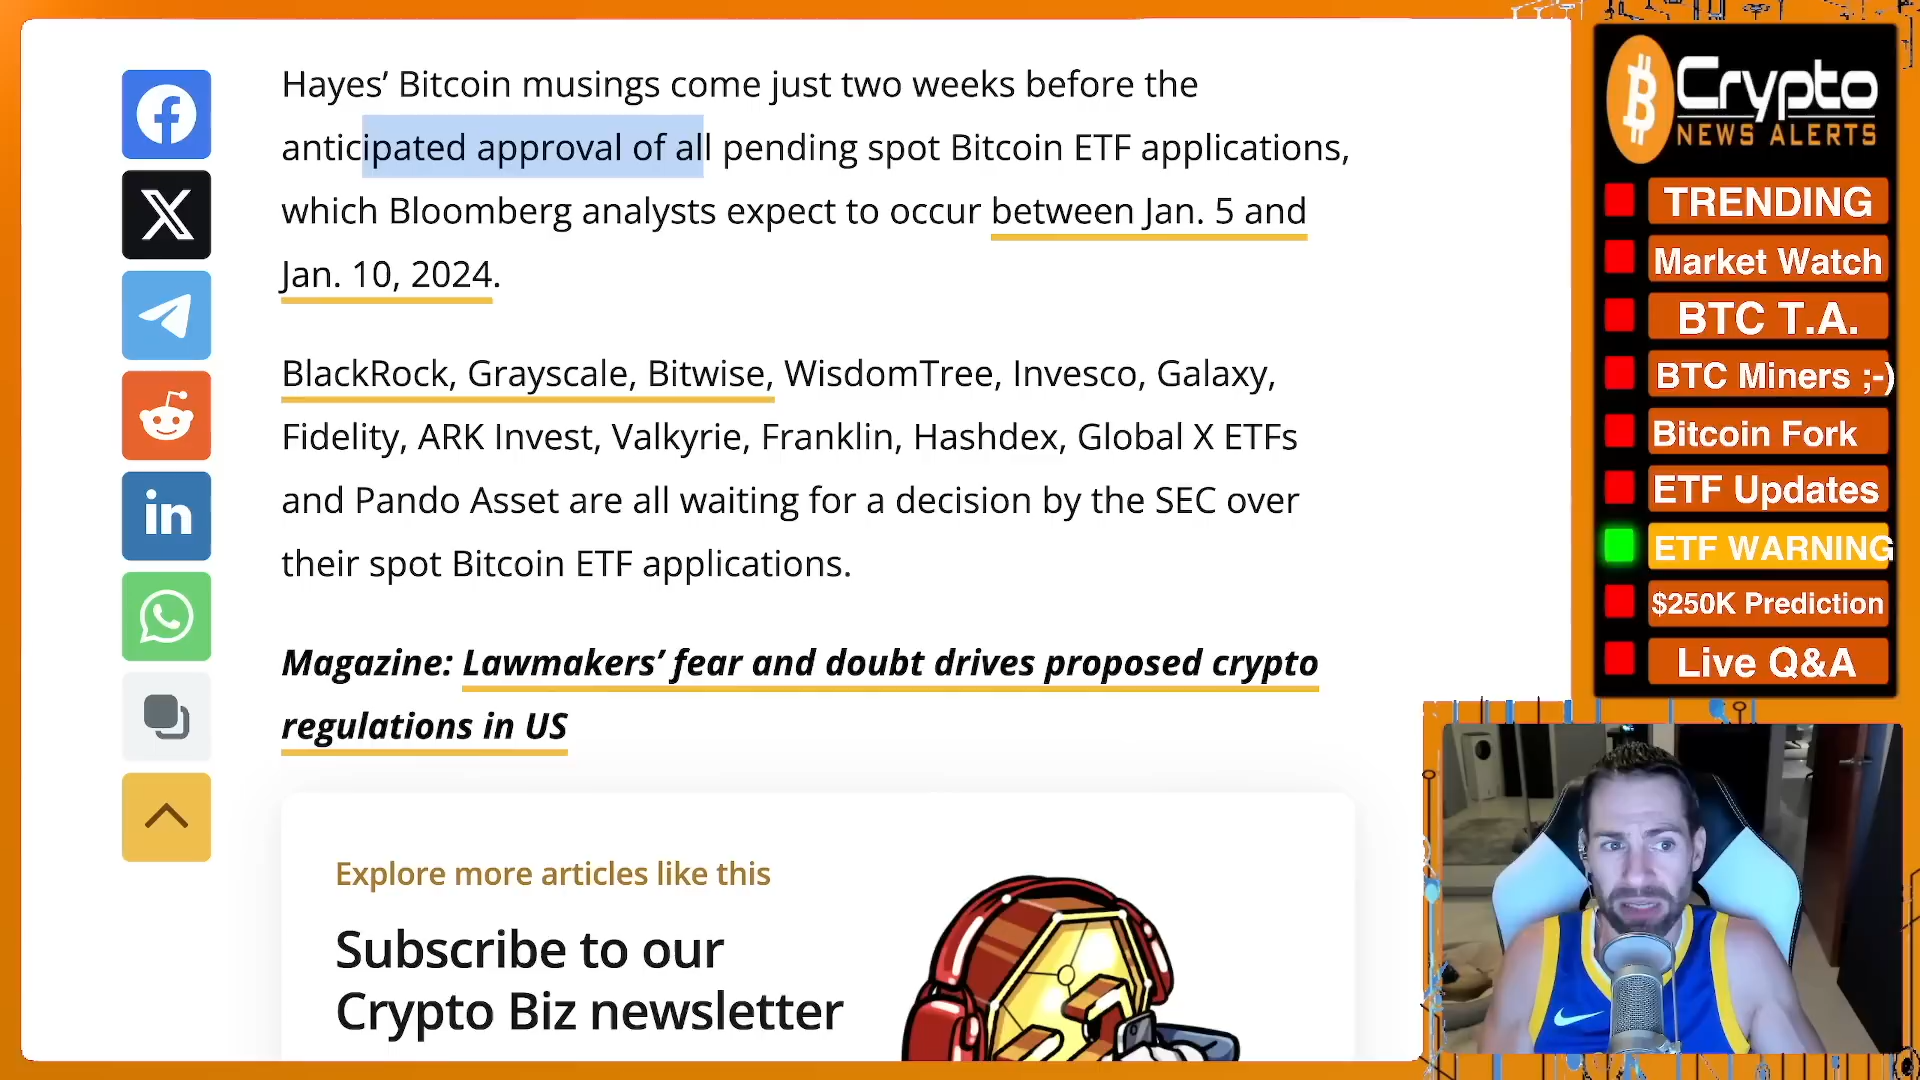 Hayes’ Bitcoin musings come just two weeks before the
anticipated approval of all pending spot Bitcoin ETF applications,
which Bloomberg analysts expect to occur between Jan. 5 and
Jan. 10, 2024.
BlackRock, Grayscale, Bitwise, WisdomTree, Invesco, Galaxy,
Fidelity, ARK Invest, Valkyrie, Franklin, Hashdex, Global X ETFs
and Pando Asset are all waiting for a decision by the SEC over
their spot Bitcoin ETF applications.
Magazine: Lawmakers’ fear and doubt drives proposed crypto
regulations in US
Explore more articles like this
Subscribe to our
Crypto Biz newsletter
Crypto
NEWS ALERTS
TRENDING
Market Watch
BTC T.A.
BTC Miners ;-)
Bitcoin Fork
ETF Updates
ETF WARNING
$250K Prediction
Live Q&A